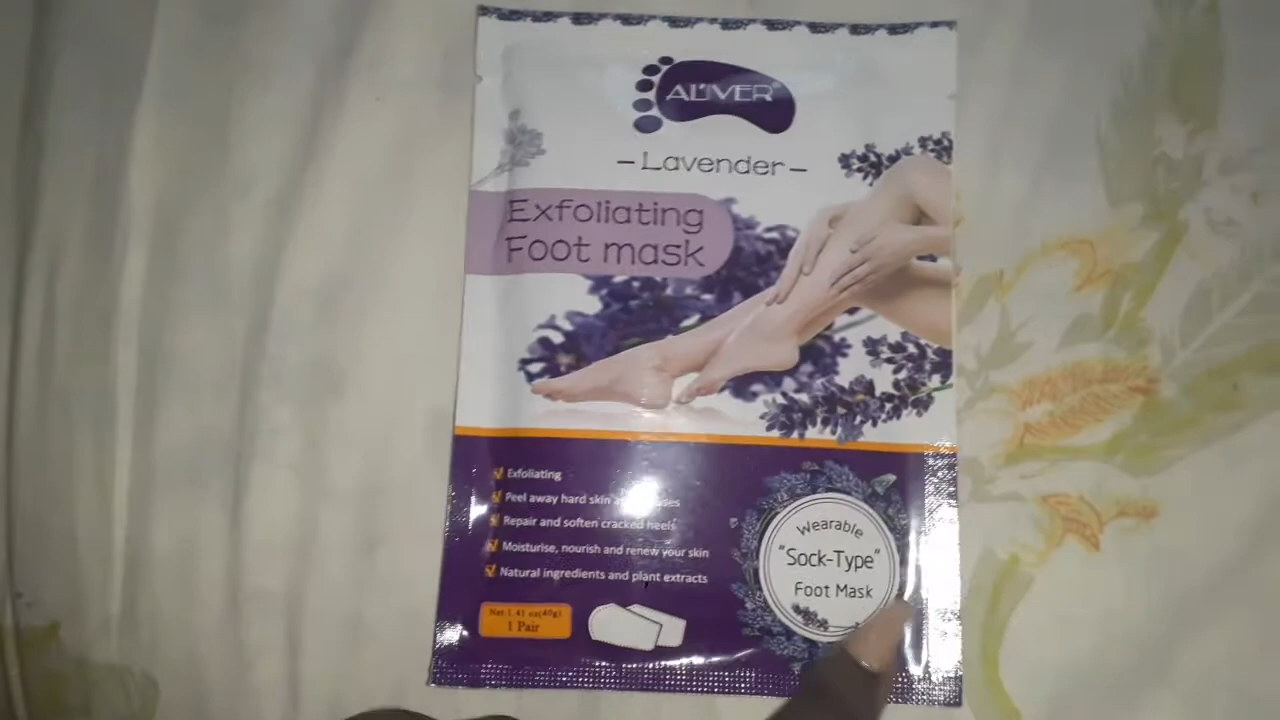 AL'IVER®
-Lavender-
Exfoliating
Foot mask
Exfoliating
Peel away hard skin
Repair and soften cracked heels
Moisturise, nourish and renew your skin
Natural ingredients and plant extracts
Net 1.41 oz(40g)
1 Pair
Wearable
"Sock-Type"
Foot Mask